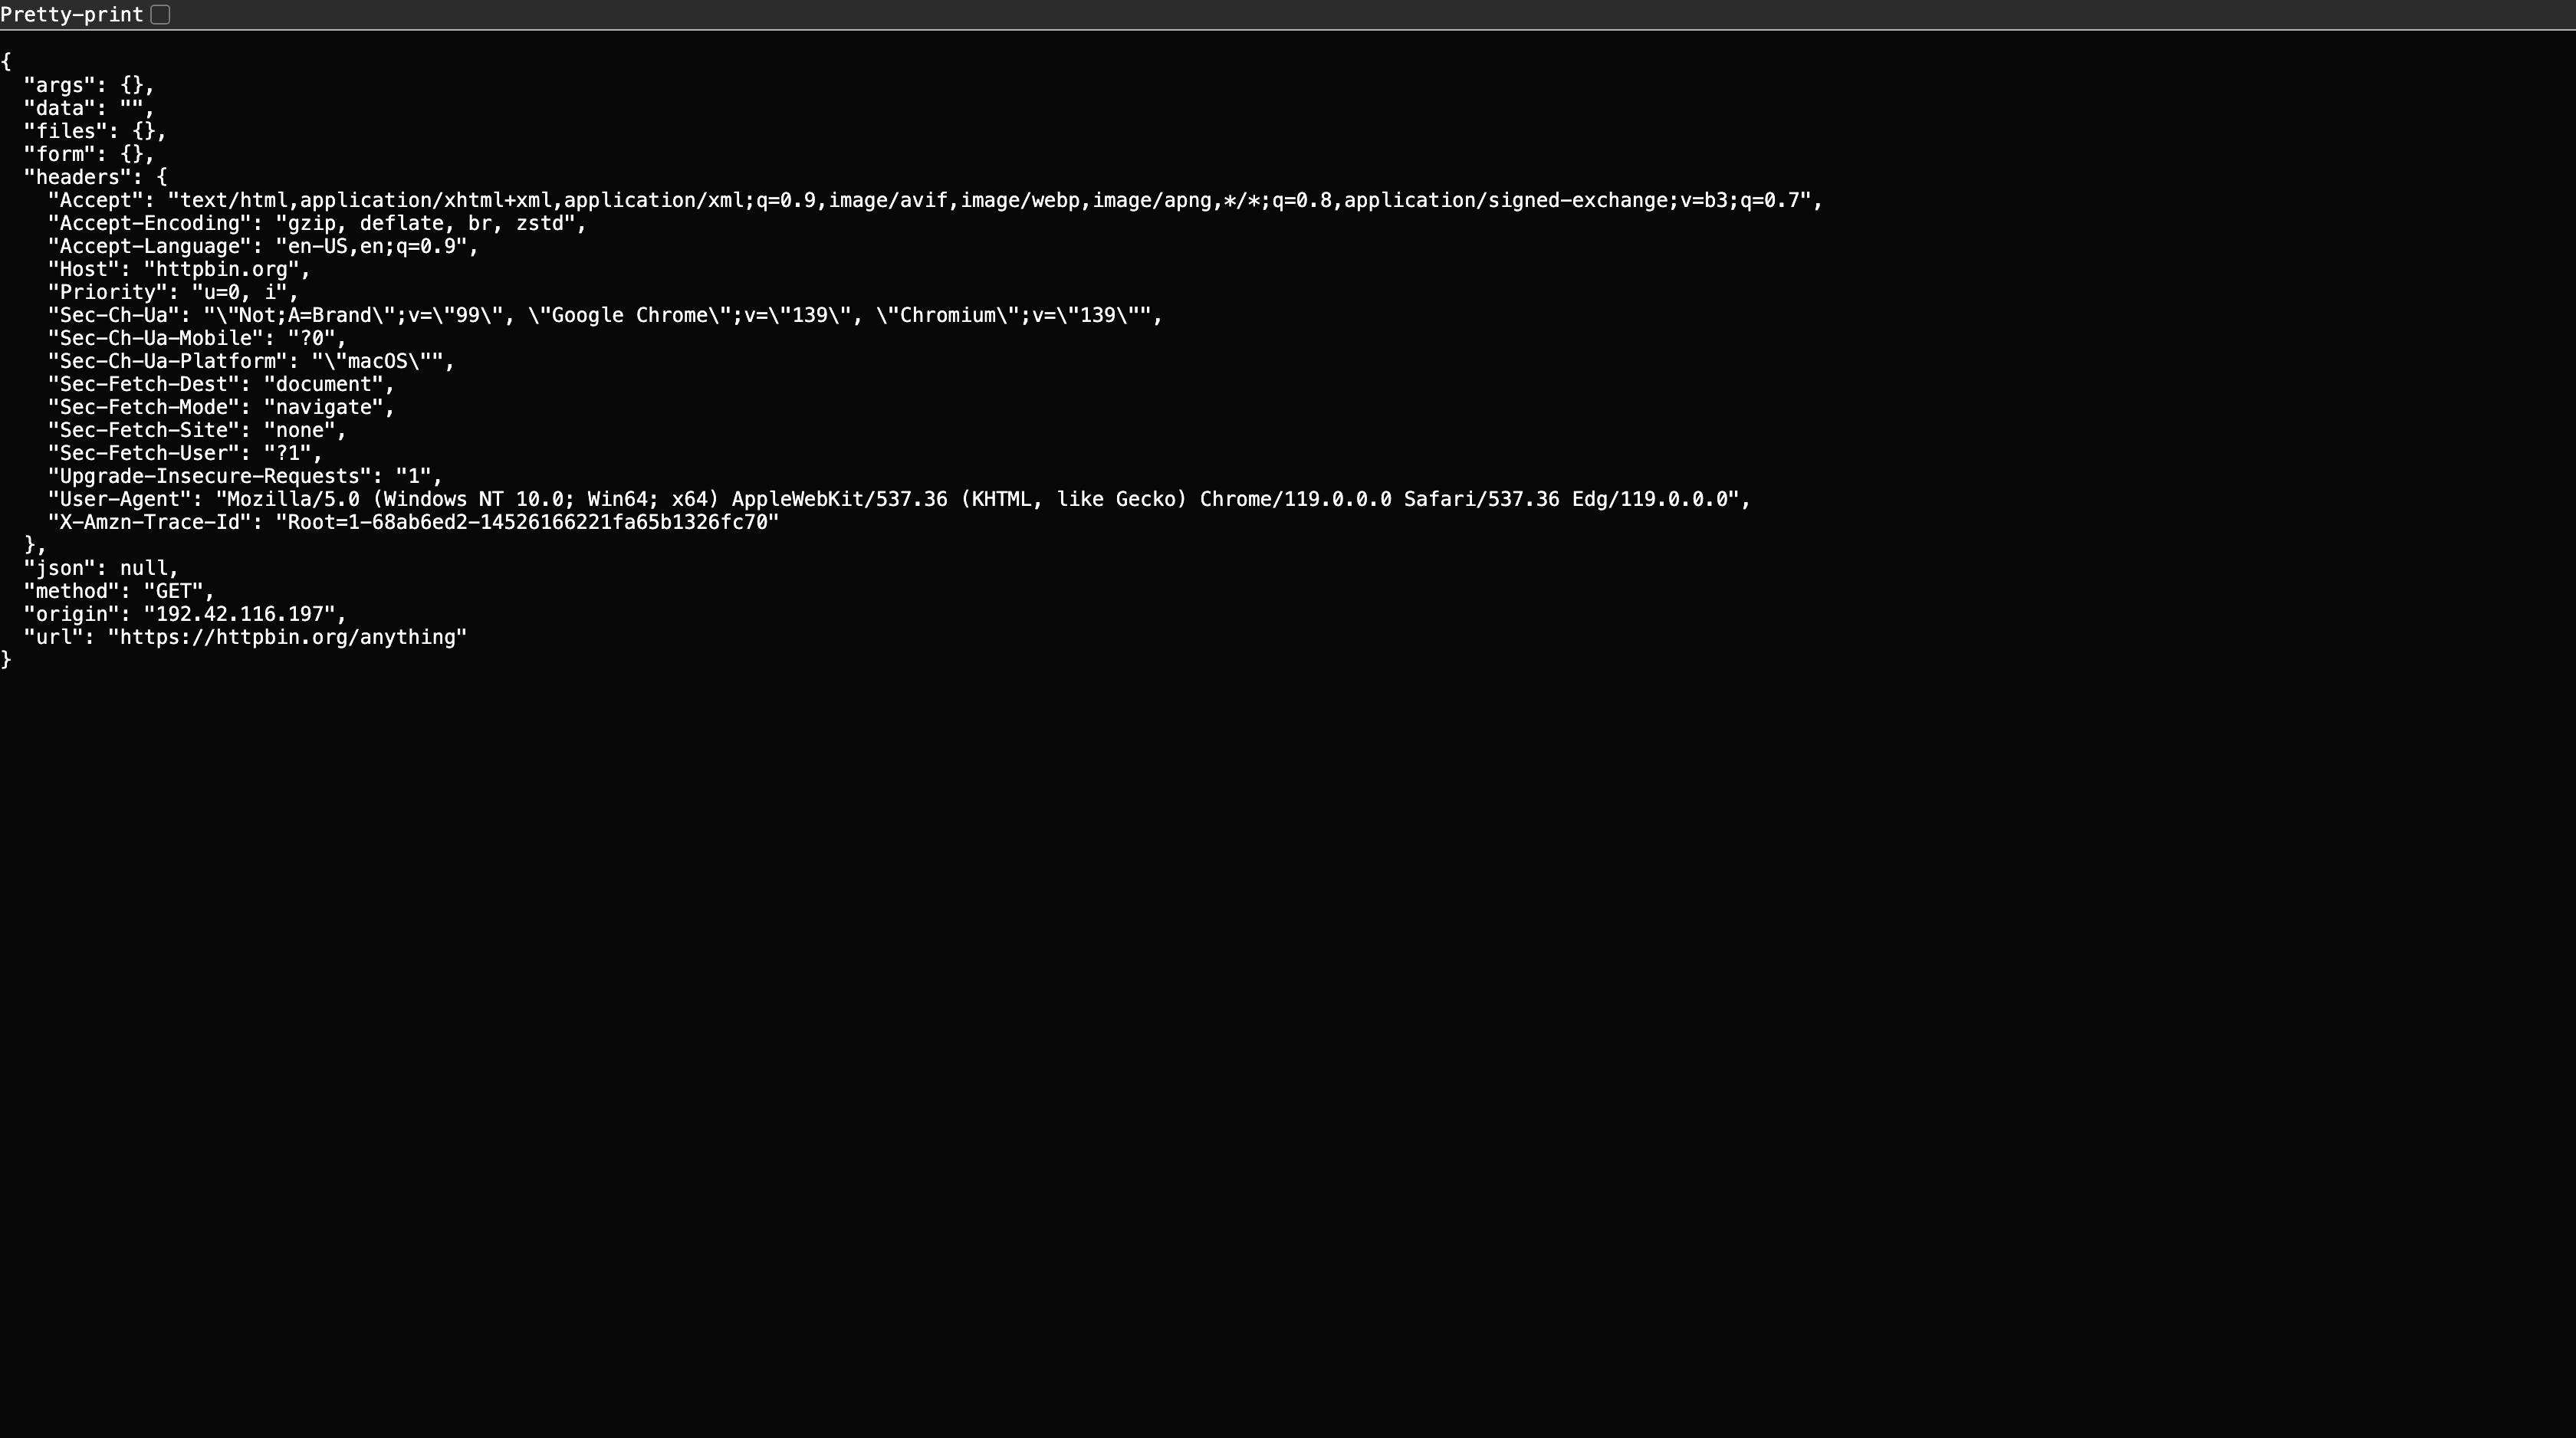 Pretty-print
{
  "args": {},
  "data": "",
  "files": {},
  "form": {},
  "headers": {
    "Accept": "text/html,application/xhtml+xml,application/xml;q=0.9,image/avif,image/webp,image/apng,*/*;q=0.8,application/signed-exchange;v=b3;q=0.7",
    "Accept-Encoding": "gzip, deflate, br, zstd",
    "Accept-Language": "en-US,en;q=0.9",
    "Host": "httpbin.org",
    "Priority": "u=0, i",
    "Sec-Ch-Ua": "\"Not;A=Brand\";v=\"99\", \"Google Chrome\";v=\"139\", \"Chromium\";v=\"139\"",
    "Sec-Ch-Ua-Mobile": "?0",
    "Sec-Ch-Ua-Platform": "\"macOS\"",
    "Sec-Fetch-Dest": "document",
    "Sec-Fetch-Mode": "navigate",
    "Sec-Fetch-Site": "none",
    "Sec-Fetch-User": "?1",
    "Upgrade-Insecure-Requests": "1",
    "User-Agent": "Mozilla/5.0 (Windows NT 10.0; Win64; x64) AppleWebKit/537.36 (KHTML, like Gecko) Chrome/119.0.0.0 Safari/537.36 Edg/119.0.0.0",
    "X-Amzn-Trace-Id": "Root=1-68ab6ed2-14526166221fa65b1326fc70"
  },
  "json": null,
  "method": "GET",
  "origin": "192.42.116.197",
  "url": "https://httpbin.org/anything"
}